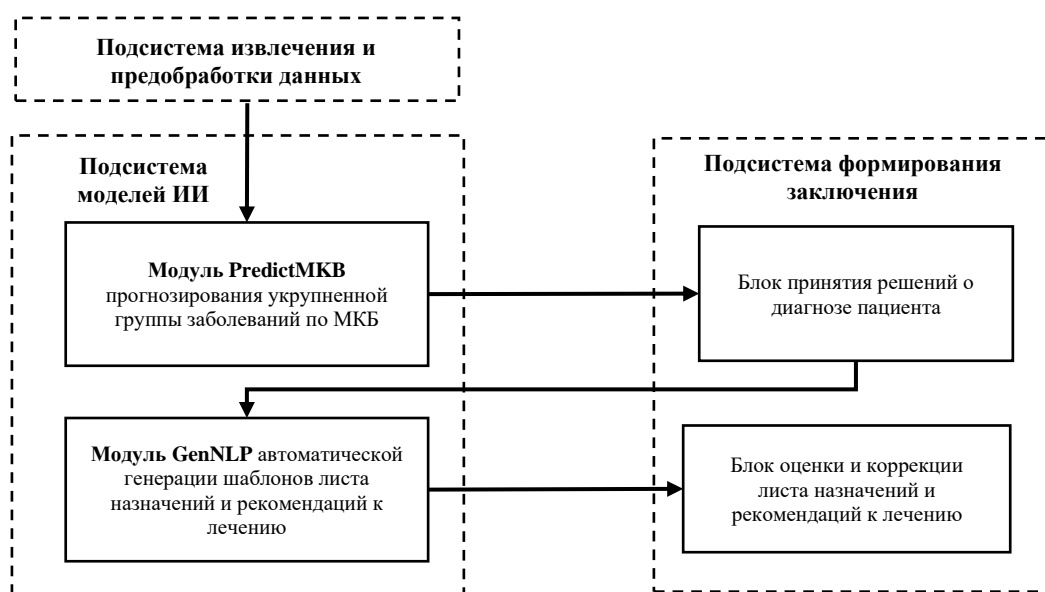 Подсистема извлечения и
предобработки данных
Подсистема
моделей ИИ
Модуль PredictMKB
прогнозирования укрупненной
группы заболеваний по МКБ
Модуль GenNLP автоматической
генерации шаблонов листа
назначений и рекомендаций к
лечению
Подсистема формирования
заключения
Блок принятия решений о
диагнозе пациента
Блок оценки и коррекции
листа назначений и
рекомендаций к лечению